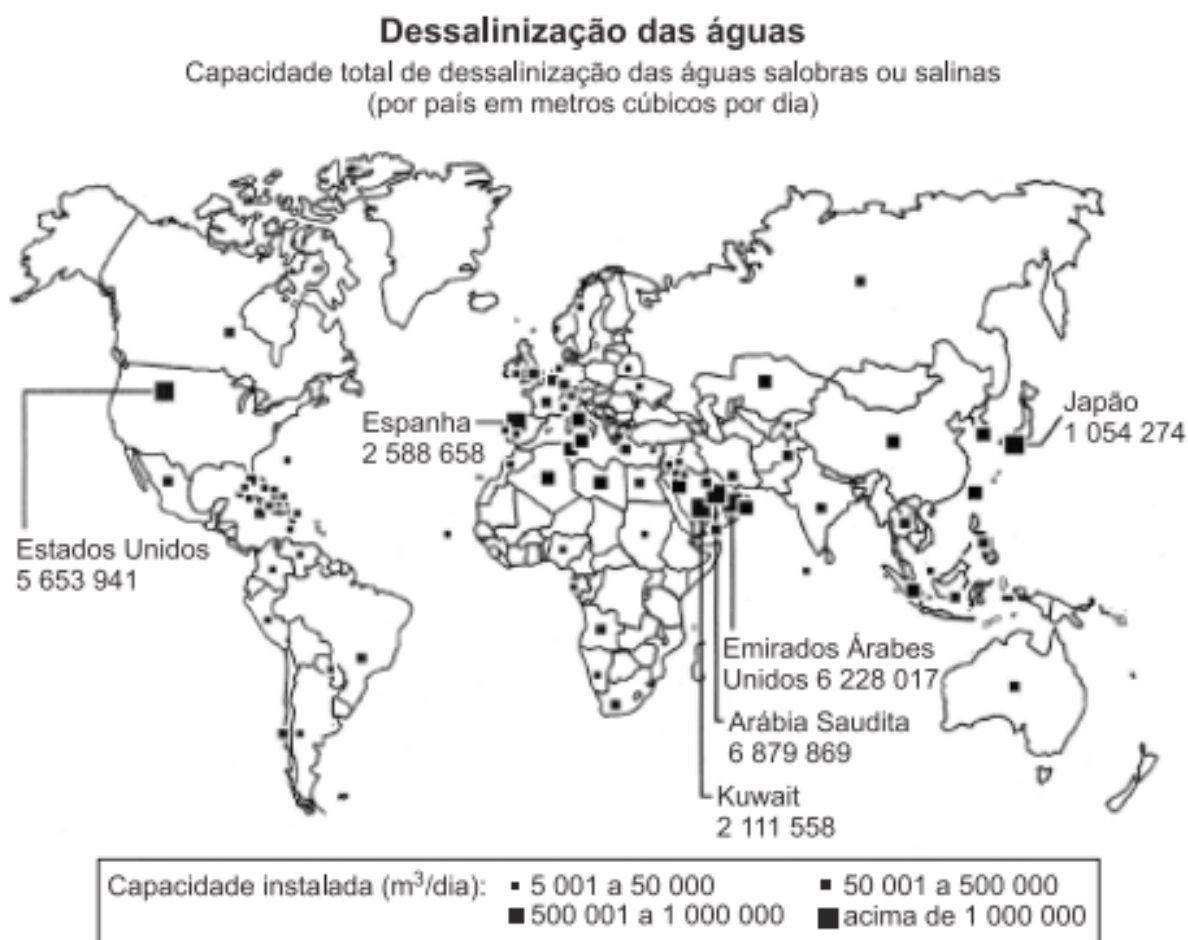 Dessalinização das águas
Capacidade total de dessalinização das águas salobras ou salinas
(por país em metros cúbicos por dia)
Espanha
2 588 658
Japão
1 054 274
Estados Unidos
5 653 941
Emirados Árabes
Unidos 6 228 017
Arábia Saudita
6 879 869
Kuwait
2 111 558
Capacidade instalada (m³/dia): 5 001 a 50 000 50 001 a 500 000
500 001 a 1 000 000 acima de 1 000 000